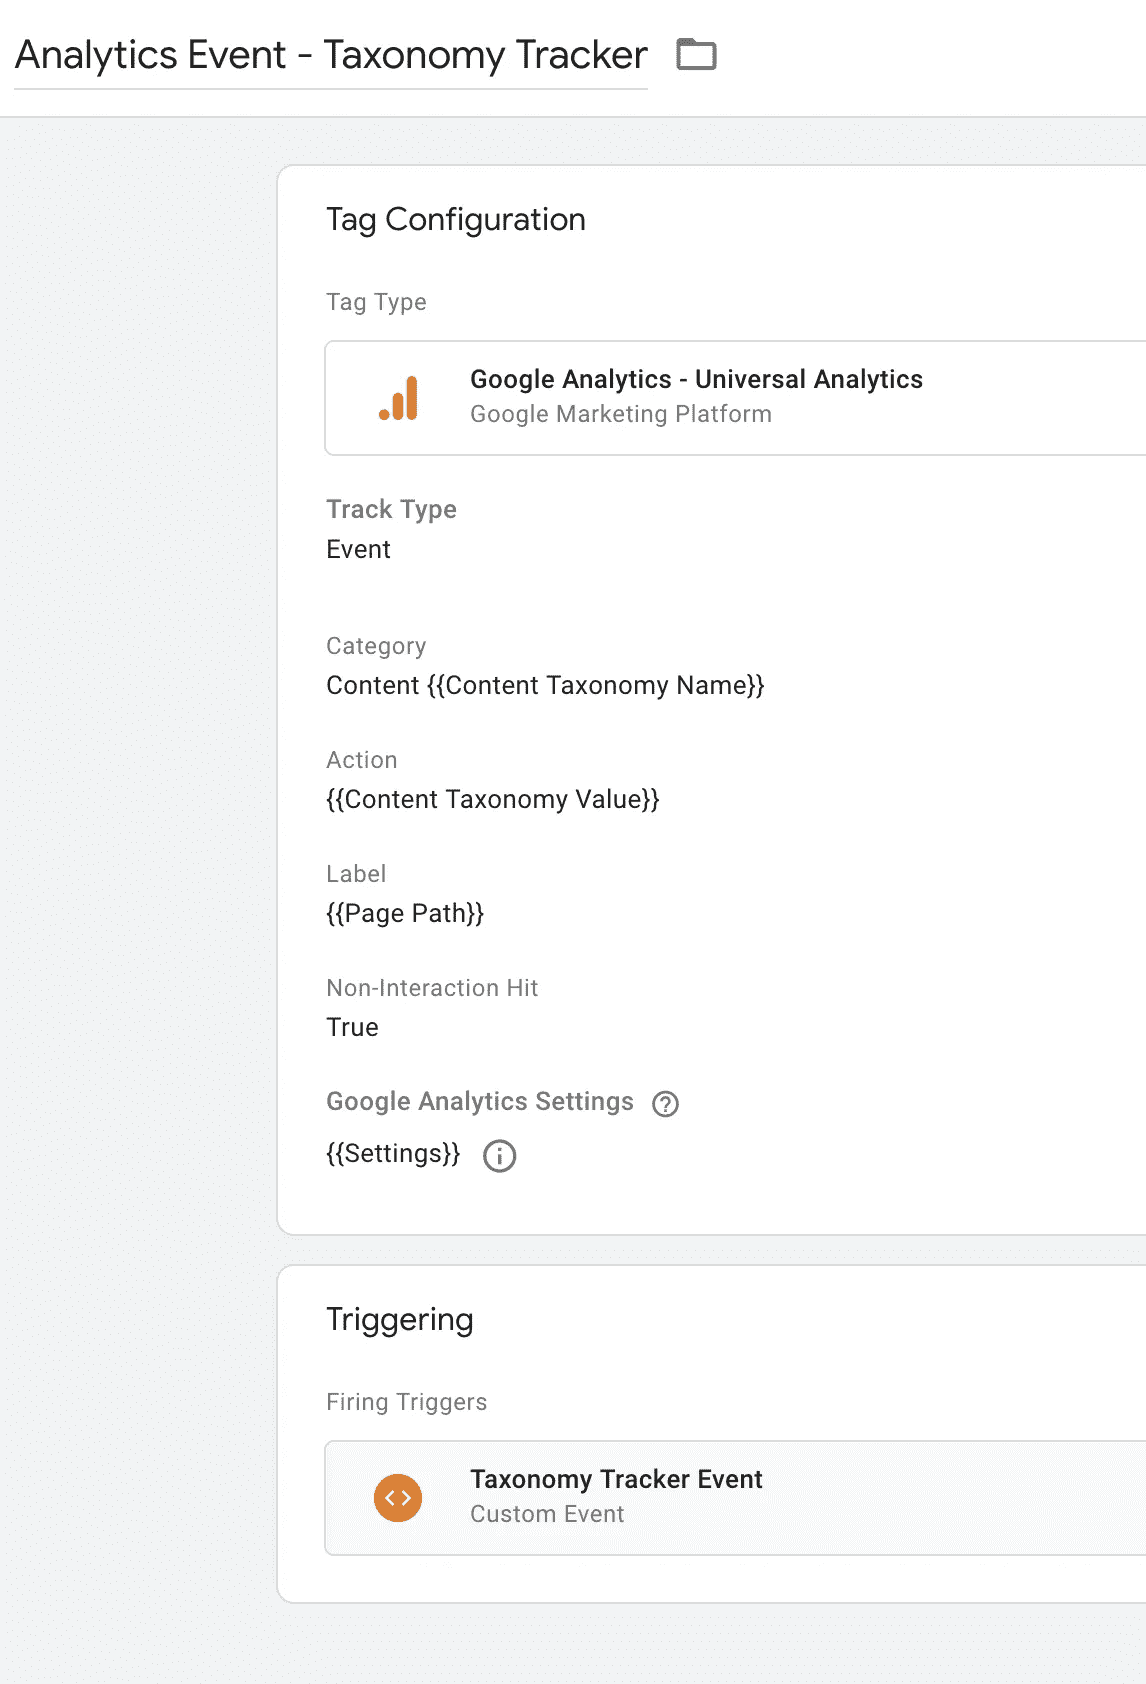 Analytics Event - Taxonomy Tracker
Tag Configuration
Tag Type
Google Analytics - Universal Analytics
Google Marketing Platform
Track Type
Event
Category
Content {{Content Taxonomy Name}}
Action
{{Content Taxonomy Value}}
Label
{{Page Path}}
Non-Interaction Hit
True
Google Analytics Settings
{{Settings}}
Triggering
Firing Triggers
Taxonomy Tracker Event
Custom Event